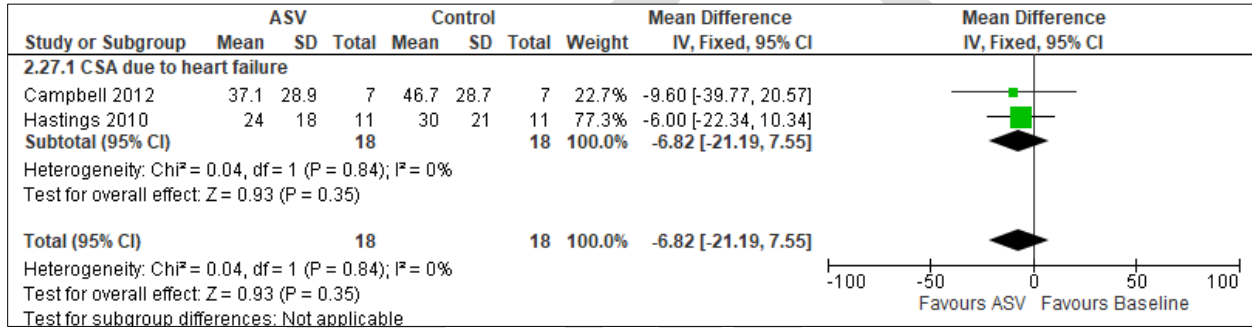 ASV Control Mean Difference Mean Difference
Study or Subgroup Mean SD Total Mean SD Total Weight IV, Fixed, 95% CI IV, Fixed, 95% CI
2.27.1 CSA due to heart failure
Campbell 2012 37.1 28.9 7 46.7 28.7 7 22.7% -9.60 [-39.77, 20.57]
Hastings 2010 24 18 11 30 21 11 77.3% -6.00 [-22.34, 10.34]
Subtotal (95% CI) 18 18 100.0% -6.82 [-21.19, 7.55]
Heterogeneity: Chi² = 0.04, df = 1 (P = 0.84); I² = 0%
Test for overall effect: Z = 0.93 (P = 0.35)
Total (95% CI) 18 18 100.0% -6.82 [-21.19, 7.55]
Heterogeneity: Chi² = 0.04, df = 1 (P = 0.84); I² = 0%
Test for overall effect: Z = 0.93 (P = 0.35)
Test for subgroup differences: Not applicable
-100 -50 0 50 100
Favours ASV Favours Baseline